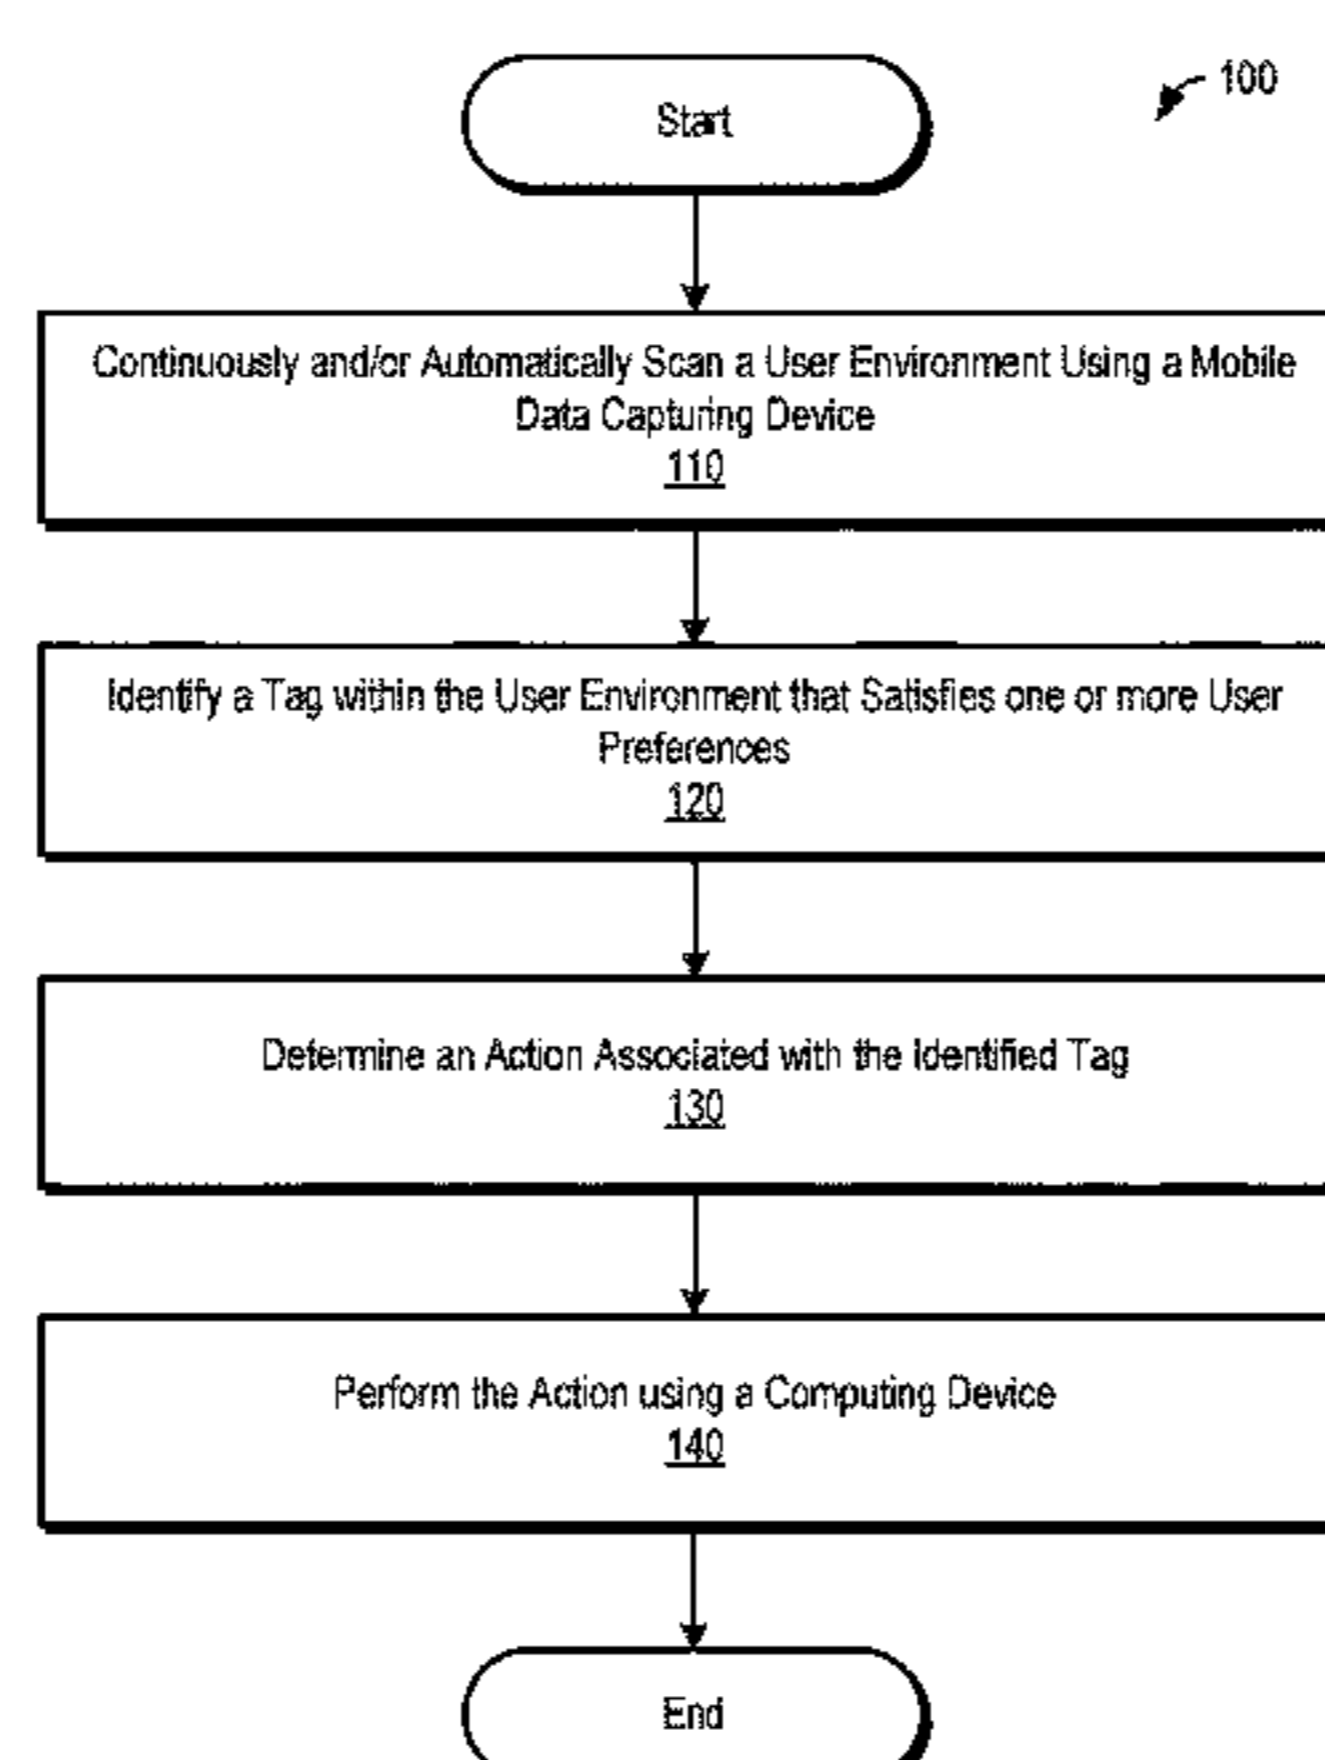 Start
100
Continuously and/or Automatically Scan a User Environment Using a Mobile
Data Capturing Device
110
Identify a Tag within the User Environment that Satisfies one or more User
Preferences
120
Determine an Action Associated with the Identified Tag
130
Perform the Action using a Computing Device
140
End